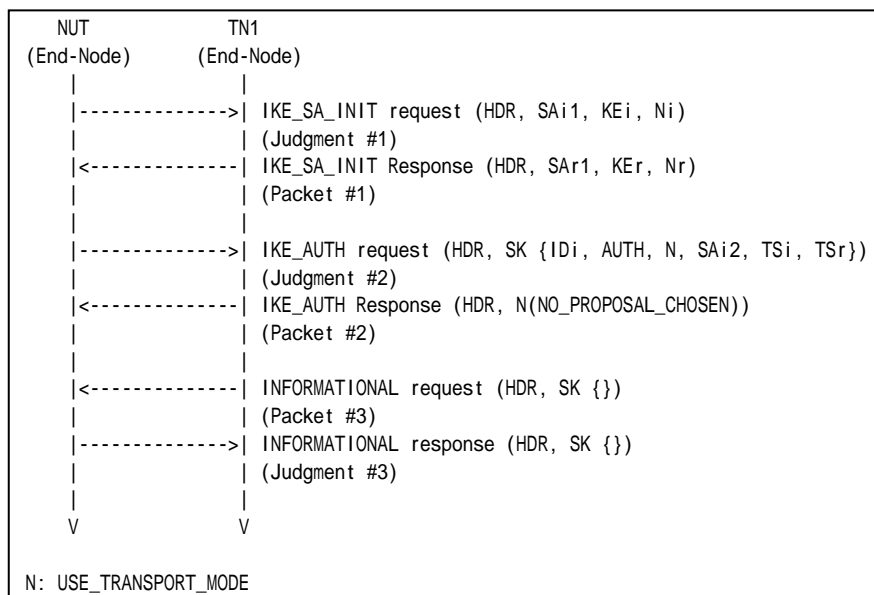 NUT TN1
(End-Node) (End-Node)
| |
|-------------->| IKE_SA_INIT request (HDR, SAi1, KEi, Ni)
| | (Judgment #1)
|<--------------| IKE_SA_INIT Response (HDR, SAr1, KEr, Nr)
| | (Packet #1)
| |
|-------------->| IKE_AUTH request (HDR, SK {IDi, AUTH, N, SAi2, TSi, TSr})
| | (Judgment #2)
|<--------------| IKE_AUTH Response (HDR, N(NO_PROPOSAL_CHOSEN))
| | (Packet #2)
| |
|<--------------| INFORMATIONAL request (HDR, SK {})
| | (Packet #3)
|-------------->| INFORMATIONAL response (HDR, SK {})
| | (Judgment #3)
| |
V V
N: USE_TRANSPORT_MODE